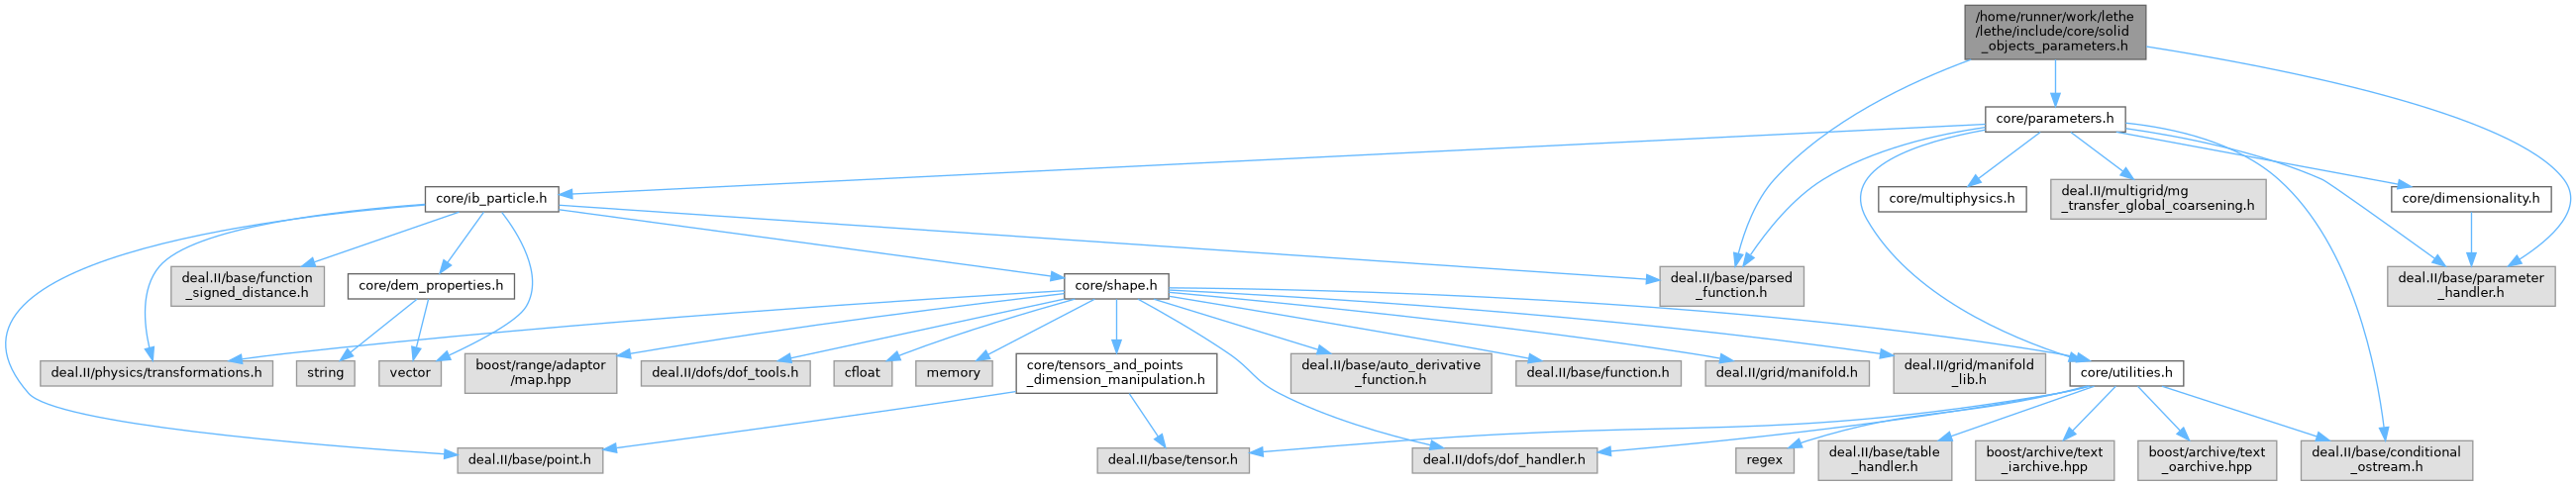 /home/runner/work/lethe
/lethe/include/core/solid
_objects_parameters.h
core/parameters.h
core/ib_particle.h
core/multiphysics.h
deal.II/multigrid/mg
_transfer_global_coarsening.h
core/dimensionality.h
deal.II/base/function
_signed_distance.h
core/dem_properties.h
core/shape.h
deal.II/base/parsed
_function.h
deal.II/base/parameter
_handler.h
deal.II/physics/transformations.h
string
vector
boost/range/adaptor
/map.hpp
deal.II/dofs/dof_tools.h
cfloat
memory
core/tensors_and_points
_dimension_manipulation.h
deal.II/base/auto_derivative
_function.h
deal.II/base/function.h
deal.II/grid/manifold.h
deal.II/grid/manifold
_lib.h
core/utilities.h
deal.II/base/point.h
deal.II/base/tensor.h
deal.II/dofs/dof_handler.h
regex
deal.II/base/table
_handler.h
boost/archive/text
_iarchive.hpp
boost/archive/text
_oarchive.hpp
deal.II/base/conditional
_ostream.h